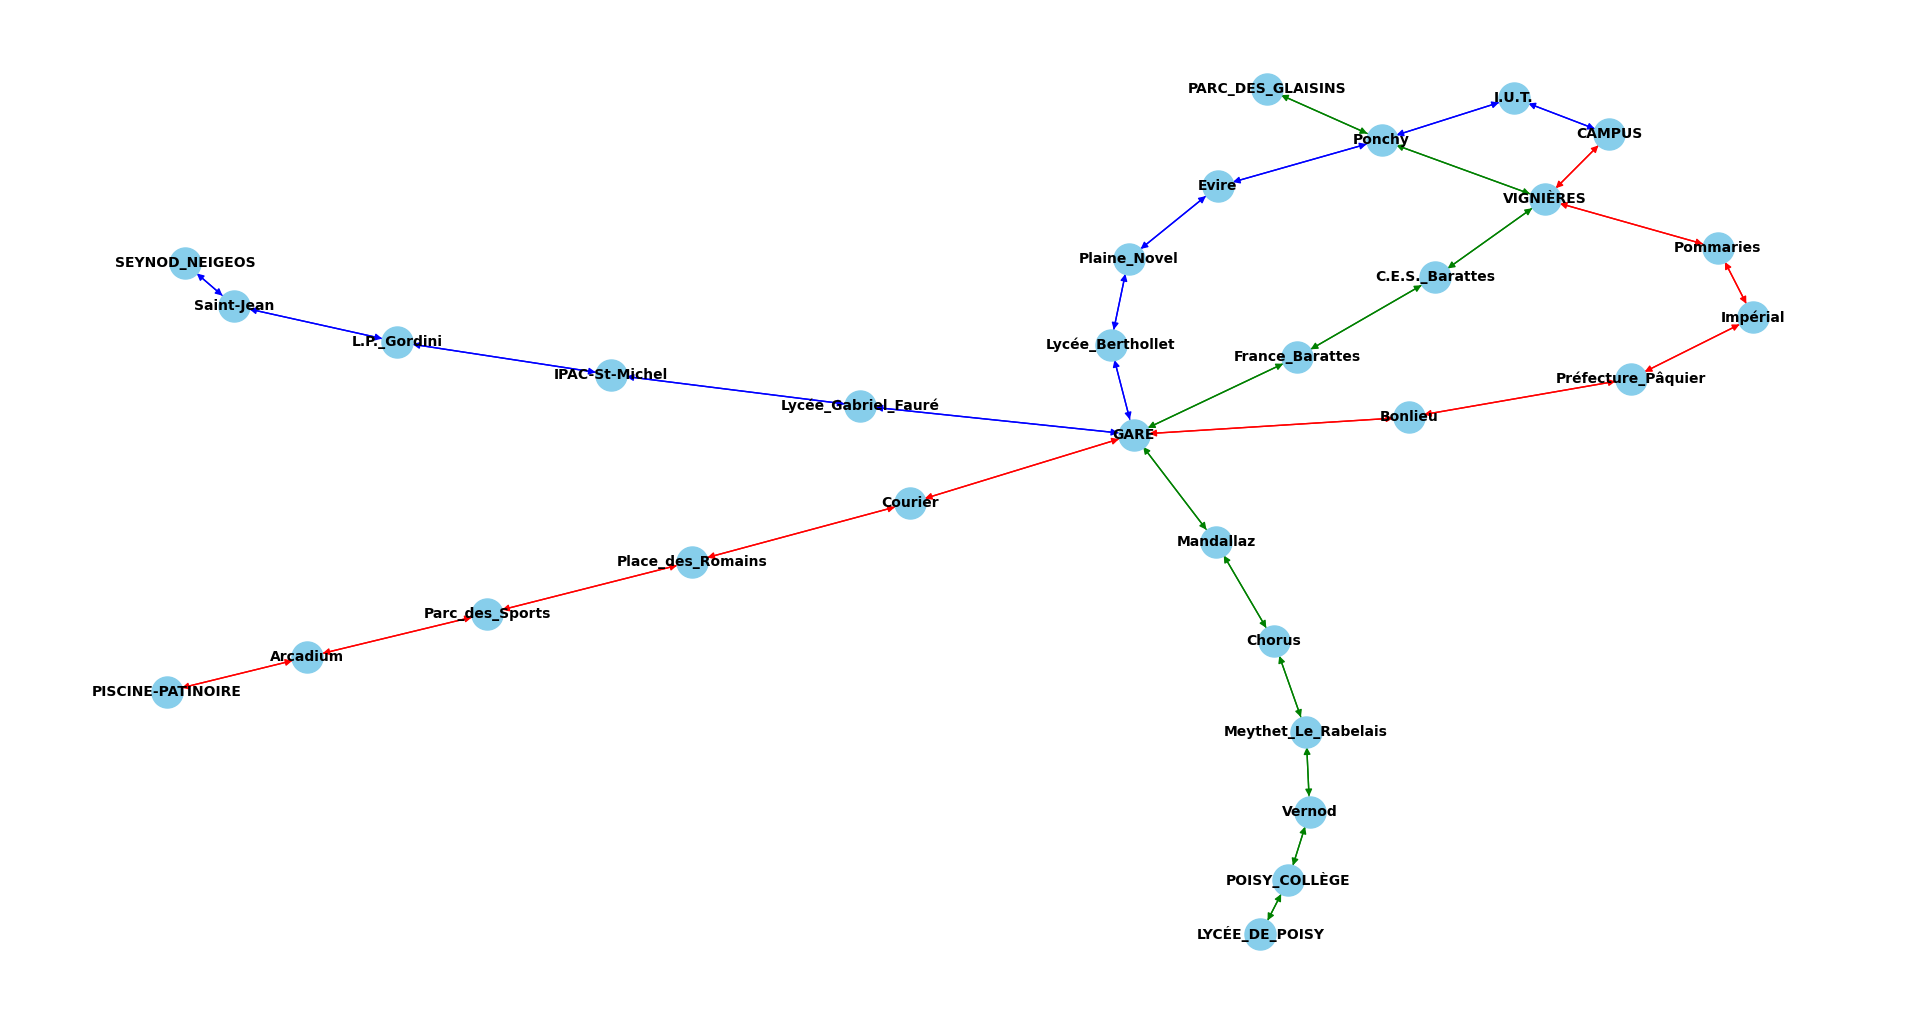 PARC_DES_GLAISINS
J.U.T.
CAMPUS
Ponchy
Evire
VIGNIÈRES
Pommaries
Plaine_Novel
SEYNOD_NEIGEOS
C.E.S._Barattes
Saint-Jean
Impérial
L.P._Gordini
Lycée_Berthollet
France_Barattes
IPAC-St-Michel
Préfecture_Pâquier
Lycée_Gabriel_Fauré
Bonlieu
GARE
Courier
Mandallaz
Place_des_Romains
Parc_des_Sports
Chorus
Arcadium
PISCINE-PATINOIRE
Meythet_Le_Rabelais
Vernod
POISY_COLLÈGE
LYCÉE_DE_POISY